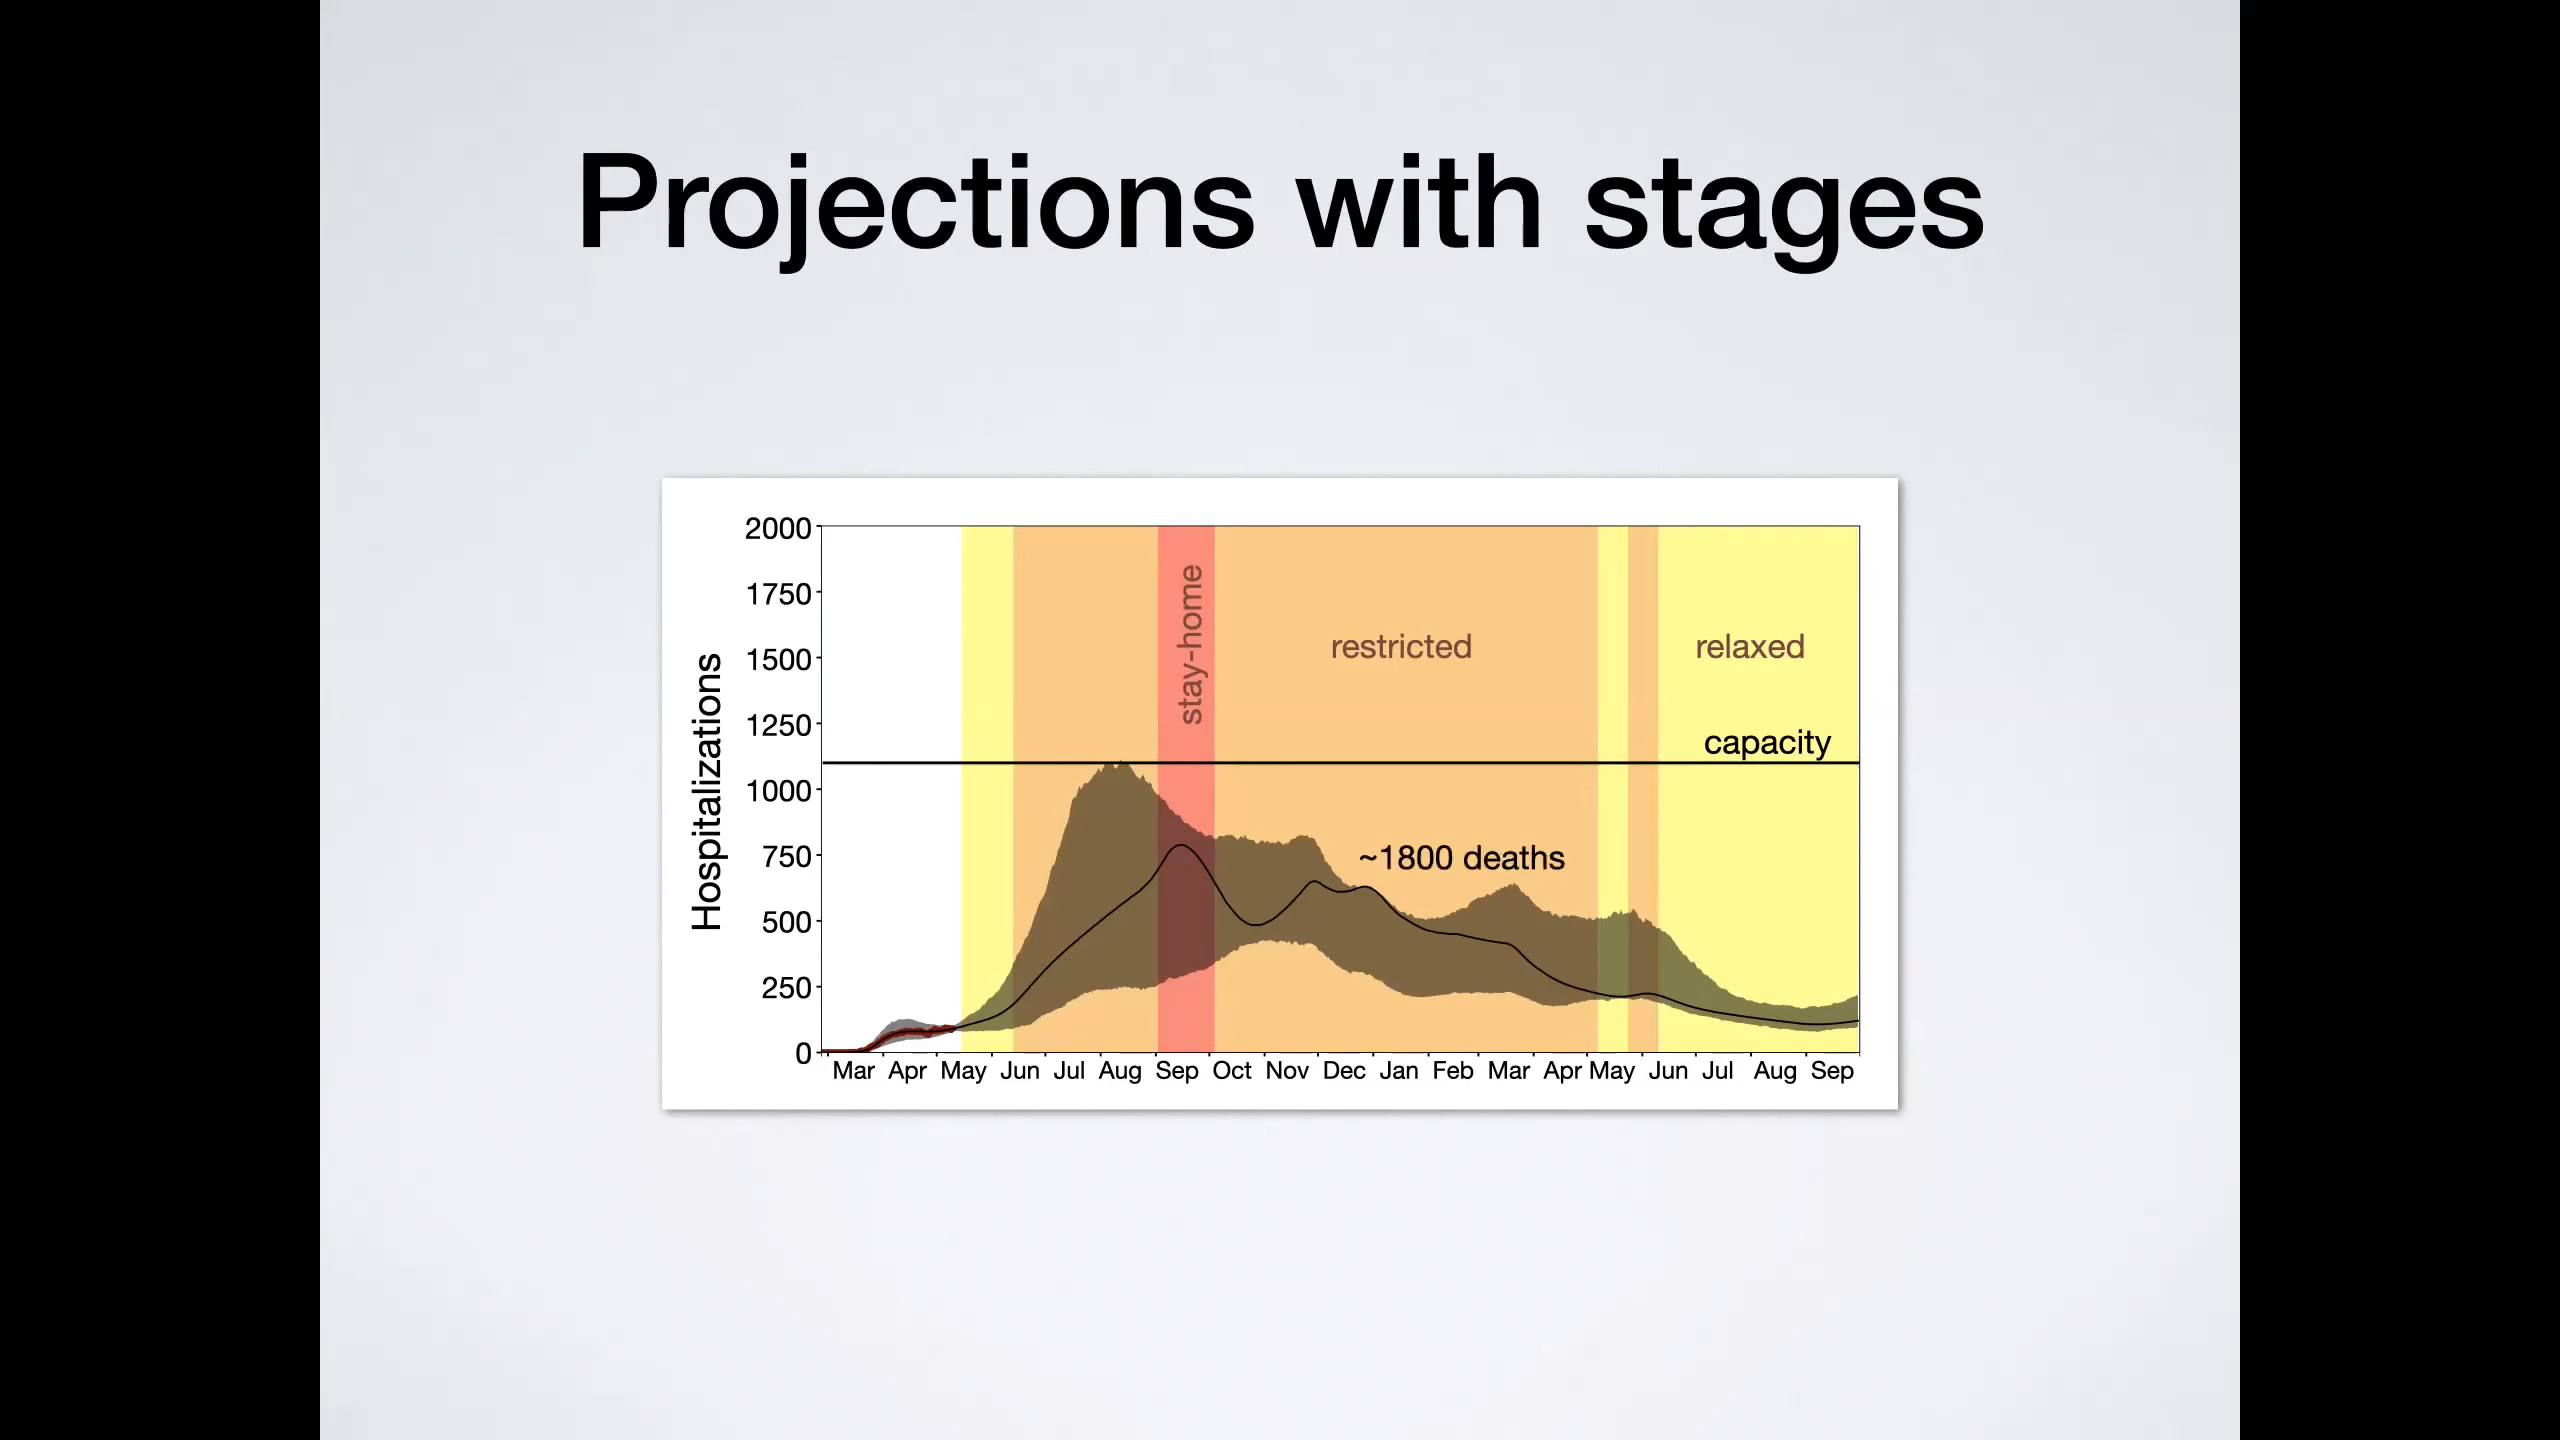 Projections with stages
Hospitalizations
2000
1750
1500
1250
1000
750
500
250
0
stay-home
restricted
relaxed
capacity
~1800 deaths
Mar Apr May Jun Jul Aug Sep Oct Nov Dec Jan Feb Mar Apr May Jun Jul Aug Sep